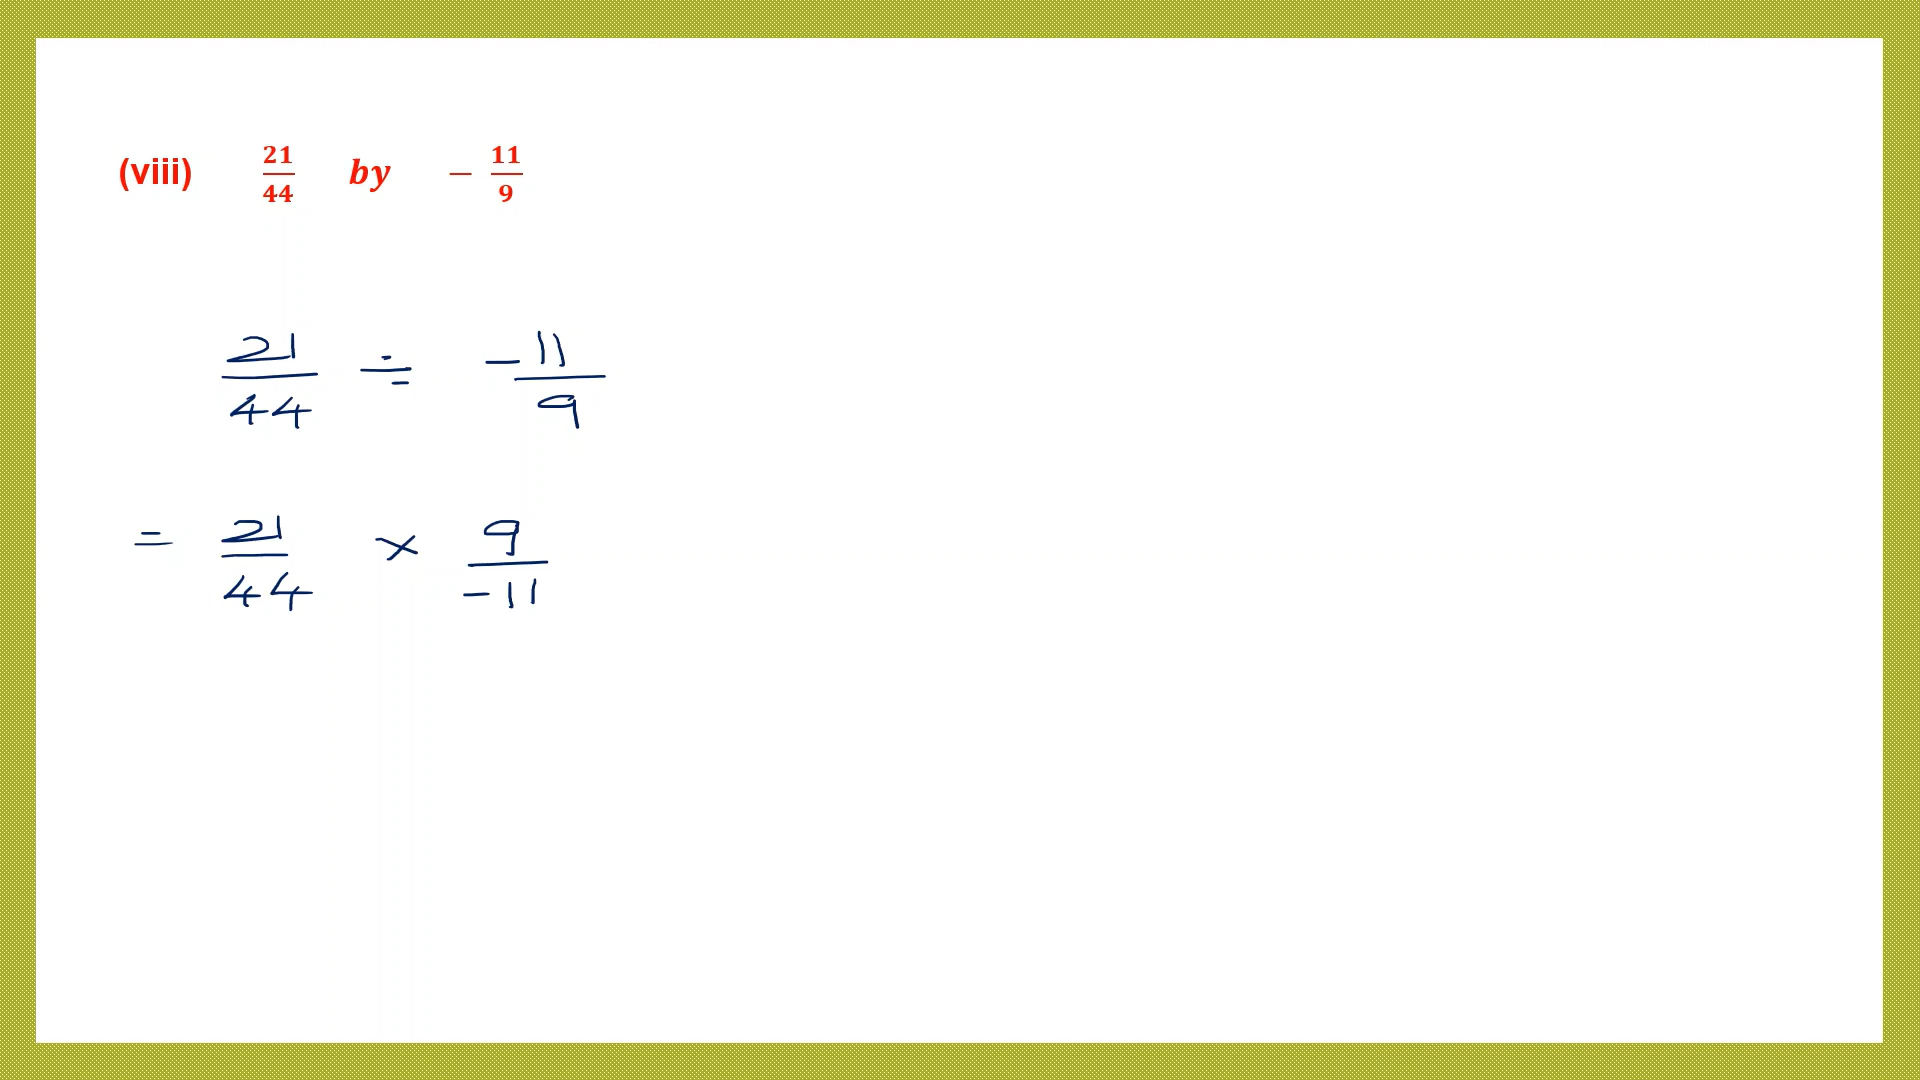 (viii) 21/44 by − 11/9
21/44 ÷ −11/9
= 21/44 × 9/−11